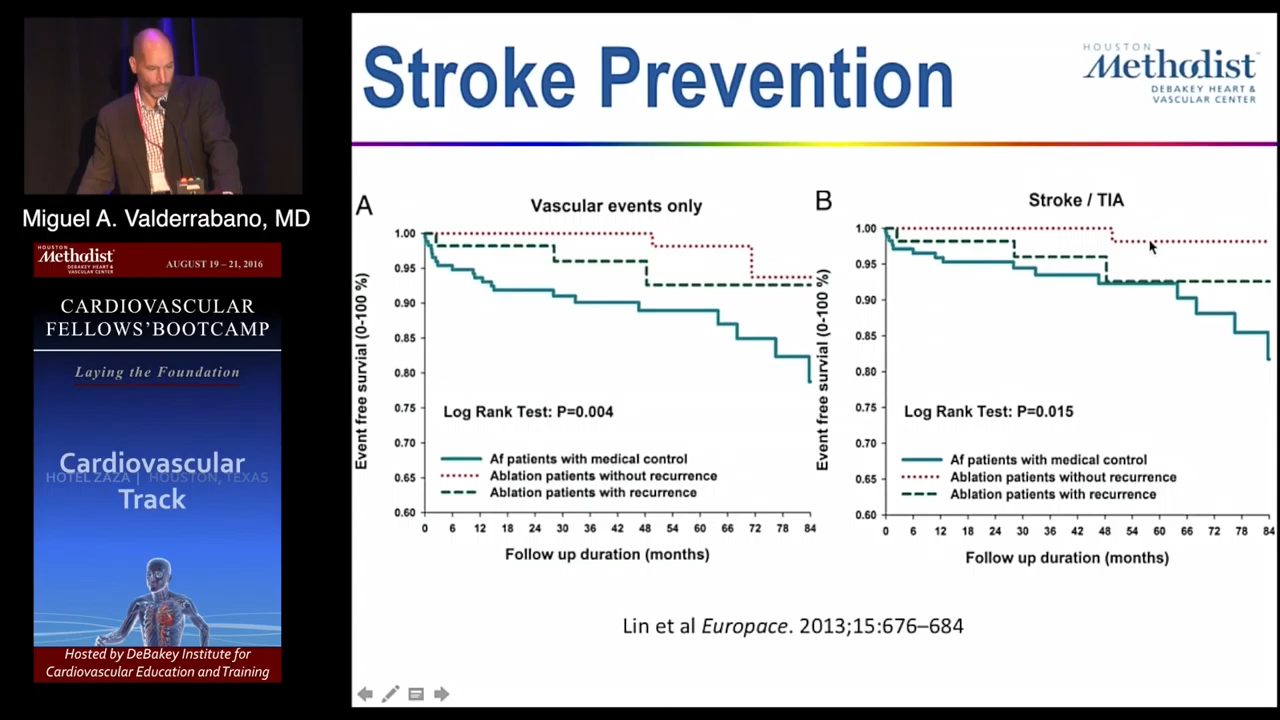 Stroke Prevention
HOUSTON
Methodist
DEBAKEY HEART &
VASCULAR CENTER
Miguel A. Valderrabano, MD
HOUSTON
Methodist
DEBAKEY HEART &
VASCULAR CENTER
AUGUST 19 – 21, 2016
CARDIOVASCULAR
FELLOWS' BOOTCAMP
Laying the Foundation
Cardiovascular
HOTEL ZAZA | HOUSTON, TEXAS
Track
Hosted by DeBakey Institute for
Cardiovascular Education and Training
A
Vascular events only
Event free survial (0-100 %)
1.00
0.95
0.90
0.85
0.80
0.75
0.70
0.65
0.60
Log Rank Test: P=0.004
Af patients with medical control
Ablation patients without recurrence
Ablation patients with recurrence
0 6 12 18 24 30 36 42 48 54 60 66 72 78 84
Follow up duration (months)
B
Stroke / TIA
Event free survial (0-100 %)
1.00
0.95
0.90
0.85
0.80
0.75
0.70
0.65
0.60
Log Rank Test: P=0.015
Af patients with medical control
Ablation patients without recurrence
Ablation patients with recurrence
0 6 12 18 24 30 36 42 48 54 60 66 72 78 84
Follow up duration (months)
Lin et al Europace. 2013;15:676–684